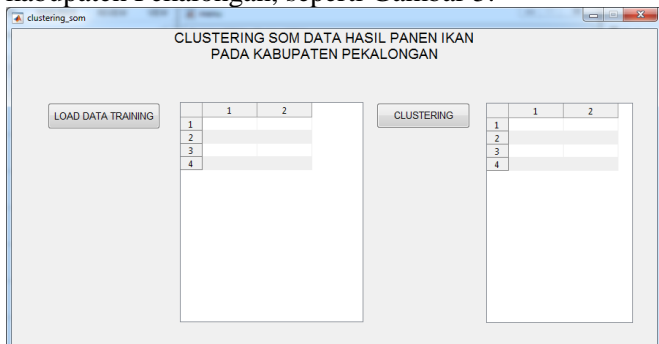 kabupaten Pekalongan, seperti Gambar 5.
clustering_som
CLUSTERING SOM DATA HASIL PANEN IKAN
PADA KABUPATEN PEKALONGAN
LOAD DATA TRAINING
1 2
1
2
3
4
CLUSTERING
1 2
1
2
3
4